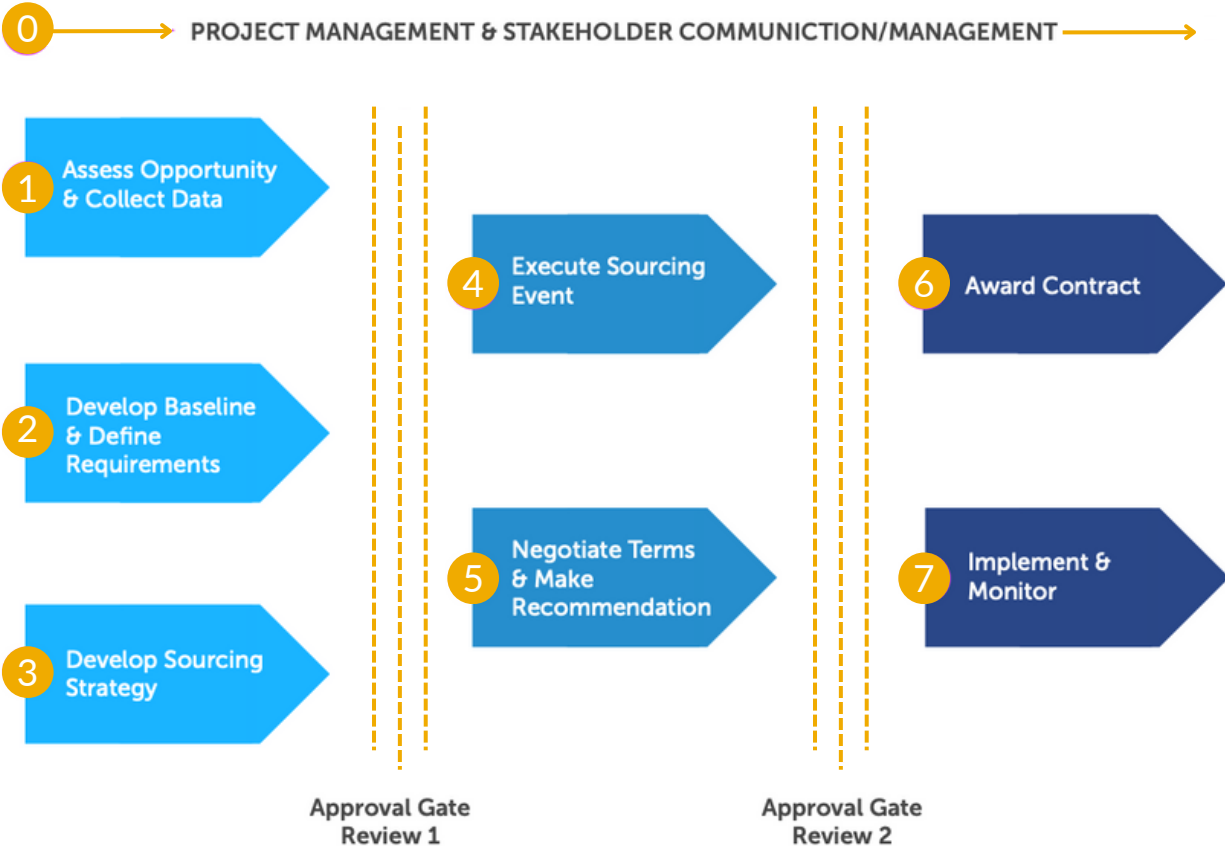 0
PROJECT MANAGEMENT & STAKEHOLDER COMMUNICTION/MANAGEMENT
1
Assess Opportunity
& Collect Data
2
Develop Baseline
& Define
Requirements
3
Develop Sourcing
Strategy
Approval Gate
Review 1
4
Execute Sourcing
Event
5
Negotiate Terms
& Make
Recommendation
Approval Gate
Review 2
6
Award Contract
7
Implement &
Monitor